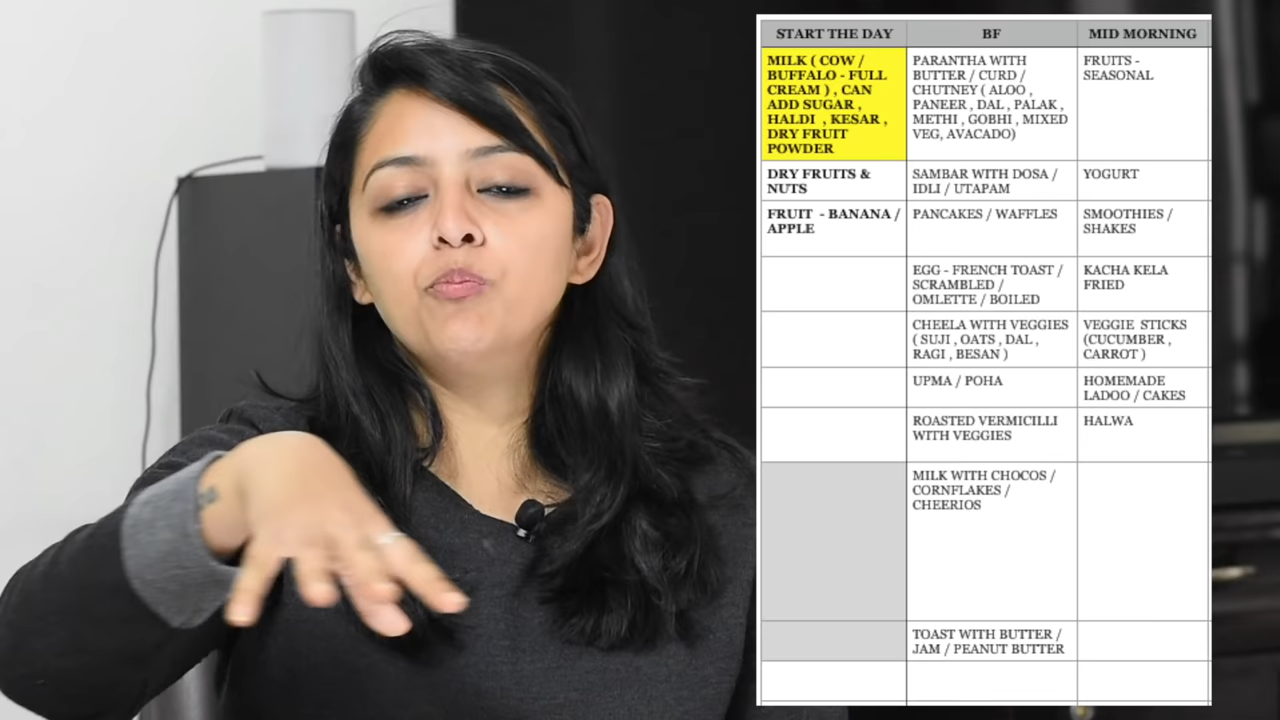 START THE DAY BF MID MORNING
MILK ( COW /
BUFFALO - FULL
CREAM ) , CAN
ADD SUGAR ,
HALDI , KESAR ,
DRY FRUIT
POWDER
PARANTHA WITH
BUTTER / CURD /
CHUTNEY ( ALOO ,
PANEER , DAL , PALAK ,
METHI , GOBHI , MIXED
VEG, AVACADO)
FRUITS -
SEASONAL
DRY FRUITS &
NUTS
SAMBAR WITH DOSA /
IDLI / UTAPAM
YOGURT
FRUIT - BANANA /
APPLE
PANCAKES / WAFFLES
SMOOTHIES /
SHAKES
EGG - FRENCH TOAST /
SCRAMBLED /
OMLETTE / BOILED
KACHA KELA
FRIED
CHEELA WITH VEGGIES
( SUJI , OATS , DAL ,
RAGI , BESAN )
VEGGIE STICKS
(CUCUMBER ,
CARROT )
UPMA / POHA
HOMEMADE
LADOO / CAKES
ROASTED VERMICILLI
WITH VEGGIES
HALWA
MILK WITH CHOCOS /
CORNFLAKES /
CHEERIOS
TOAST WITH BUTTER /
JAM / PEANUT BUTTER